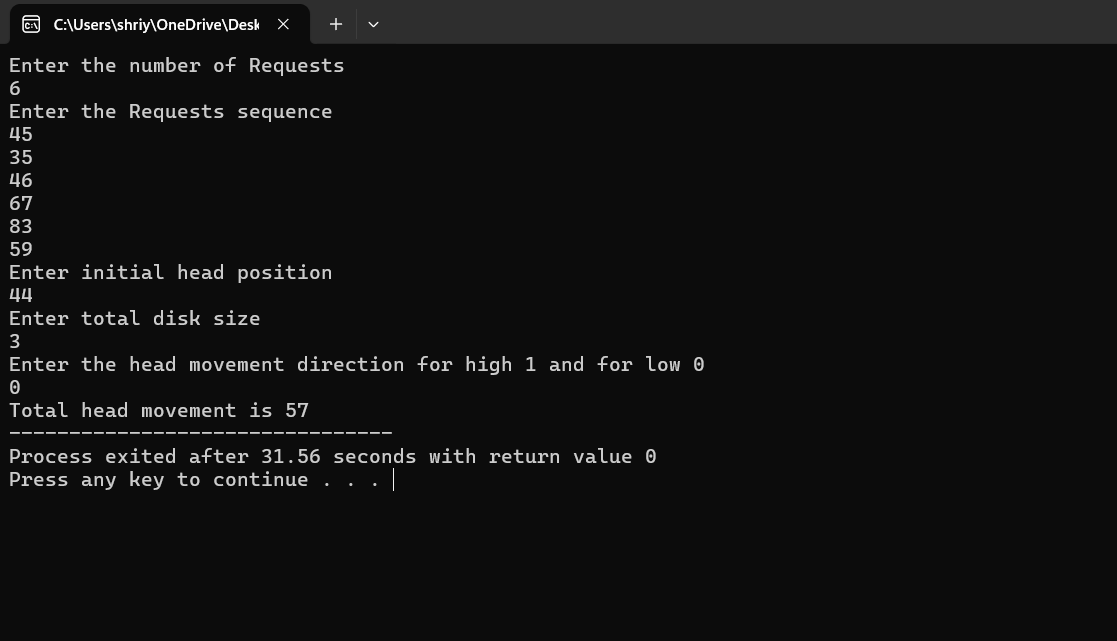 C:\Users\shriy\OneDrive\Desk
Enter the number of Requests
6
Enter the Requests sequence
45
35
46
67
83
59
Enter initial head position
44
Enter total disk size
3
Enter the head movement direction for high 1 and for low 0
0
Total head movement is 57
--------------------------------
Process exited after 31.56 seconds with return value 0
Press any key to continue . . .